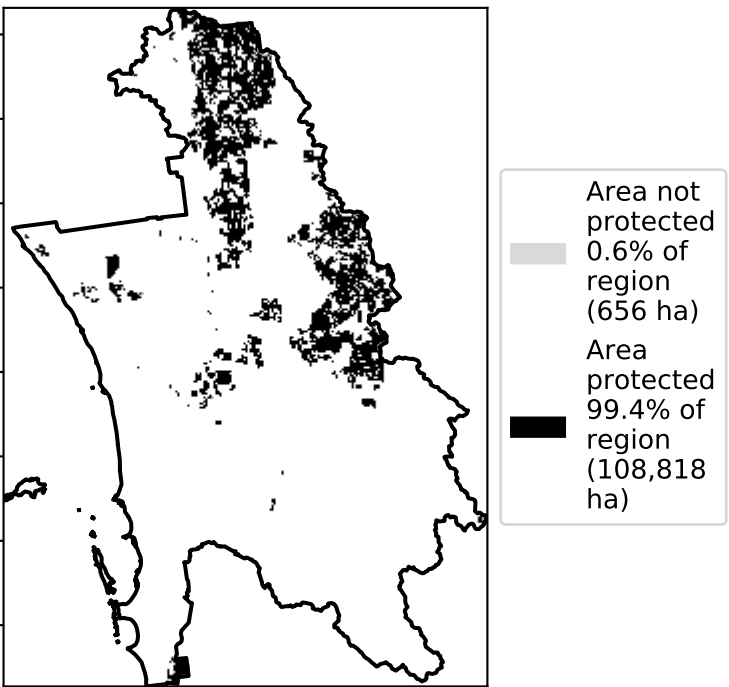 Area not
protected
0.6% of
region
(656 ha)
Area
protected
99.4% of
region
(108,818
ha)